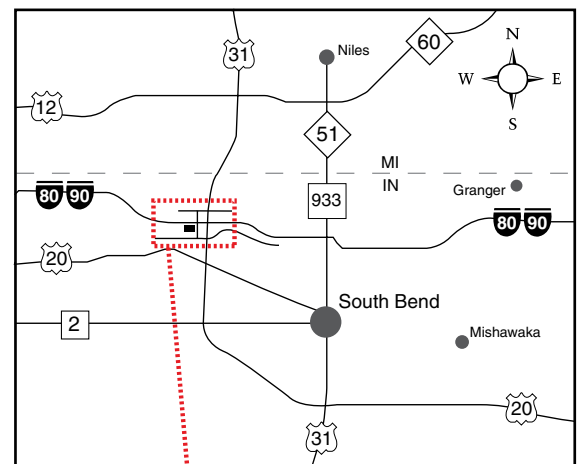 31
60
N
Niles
W
E
S
12
51
MI
IN
Granger
80 90
933
80 90
20
South Bend
2
Mishawaka
20
31